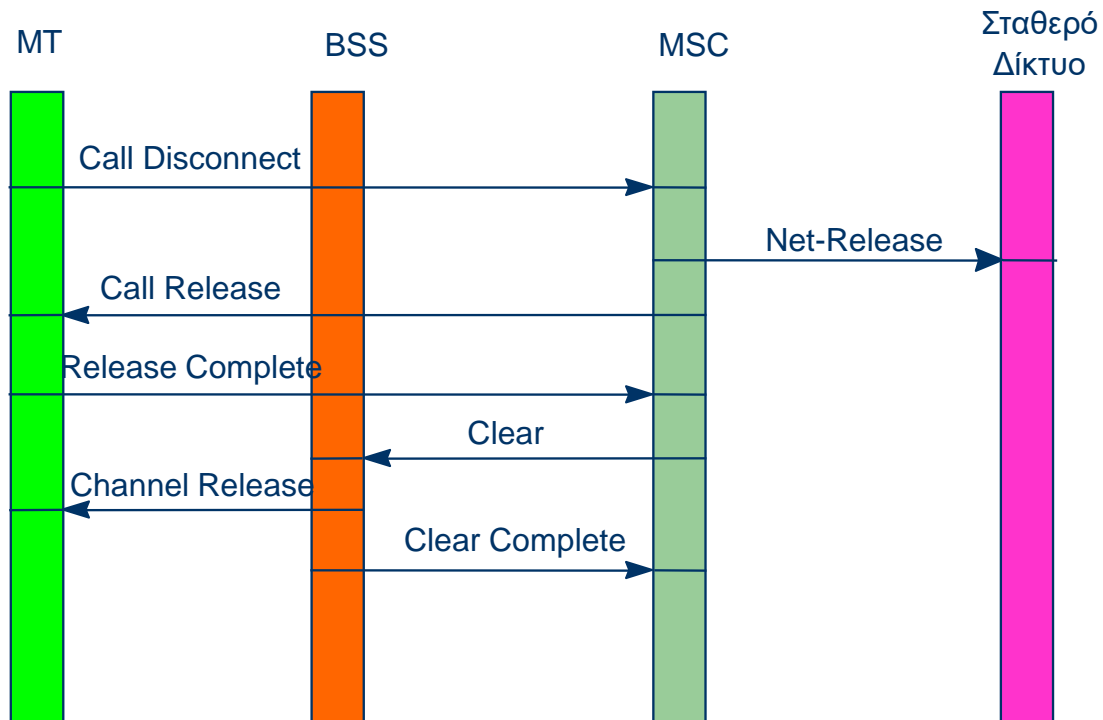 MT
BSS
MSC
Σταθερό
Δίκτυο
Call Disconnect
Net-Release
Call Release
Release Complete
Clear
Channel Release
Clear Complete